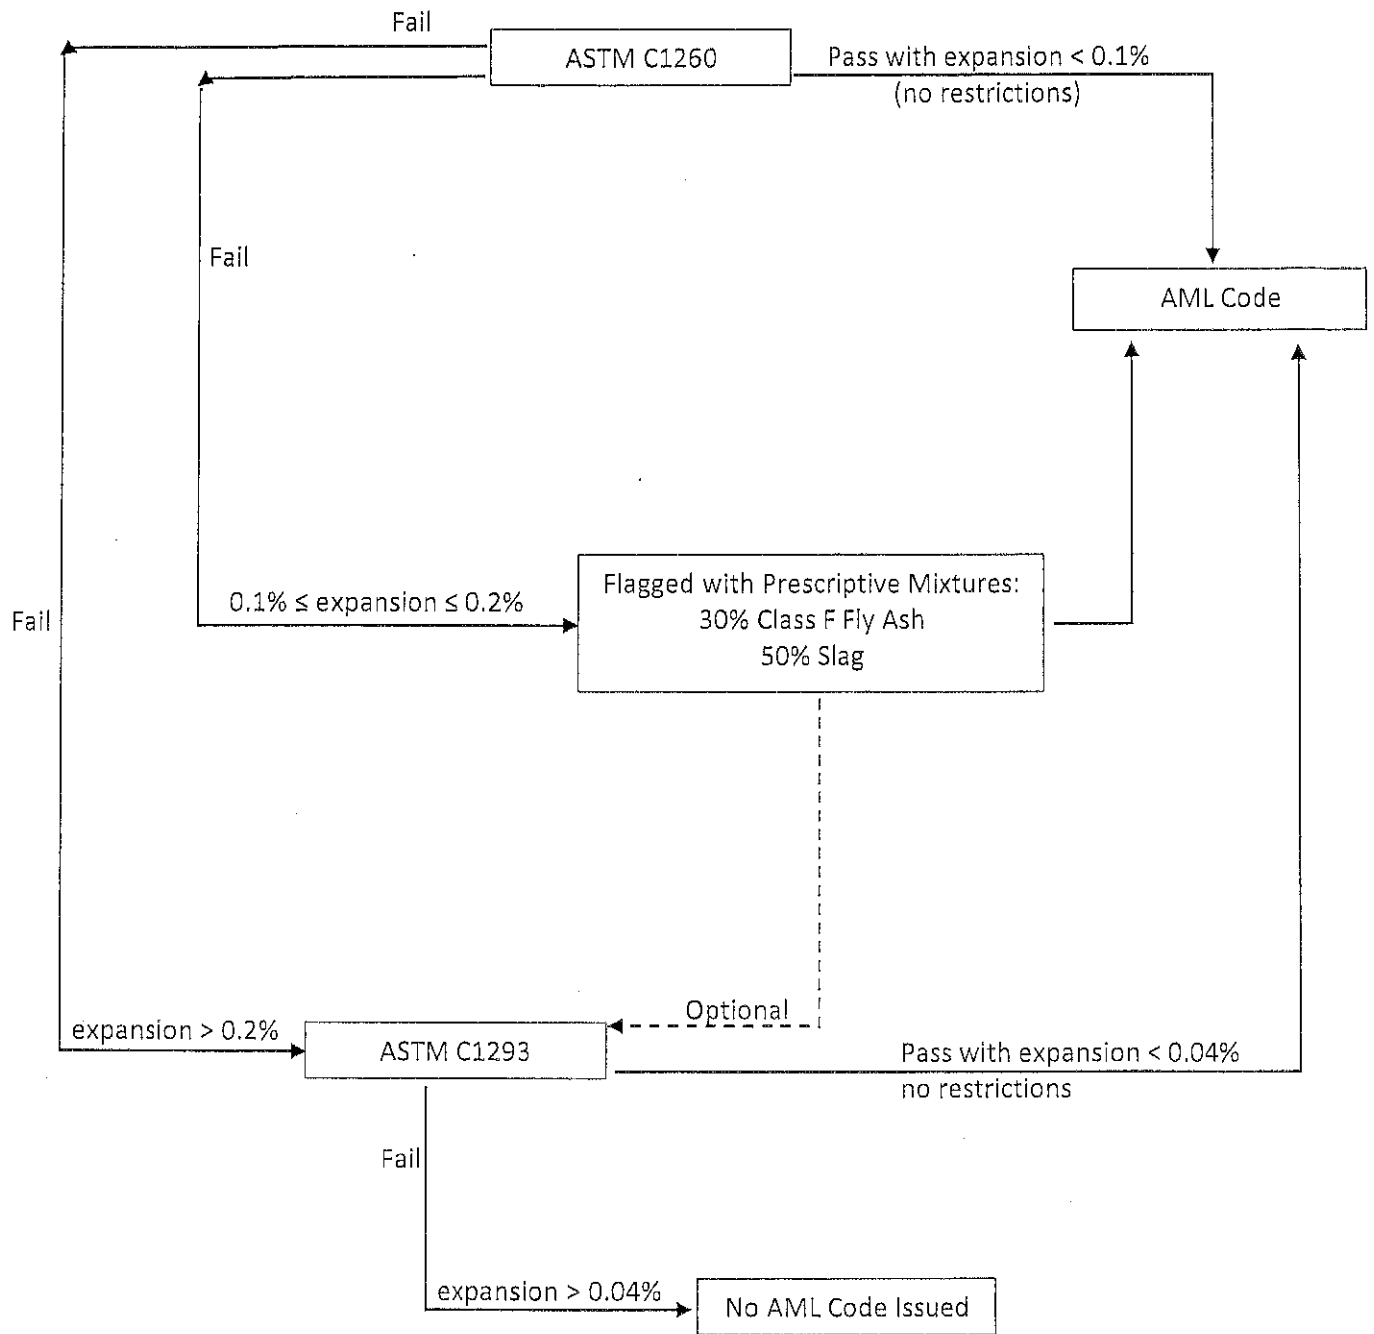 Fail
ASTM C1260
Pass with expansion < 0.1%
(no restrictions)
Fail
AML Code
Flagged with Prescriptive Mixtures:
30% Class F Fly Ash
50% Slag
0.1% ≤ expansion ≤ 0.2%
Fail
Optional
expansion > 0.2%
ASTM C1293
Pass with expansion < 0.04%
no restrictions
Fail
expansion > 0.04%
No AML Code Issued